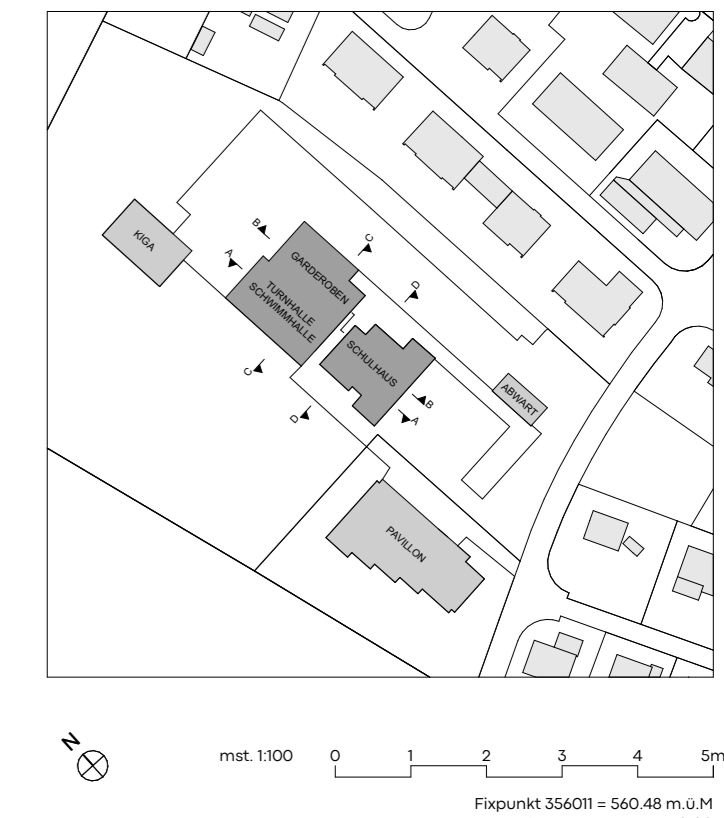 KIGA
B
A
C
D
GARDEROBEN
TURNHALLE
SCHWIMMHALLE
SCHULHAUS
ABWART
C
D
B
A
PAVILLON
N
mst. 1:100 0 1 2 3 4 5m
Fixpunkt 356011 = 560.48 m.ü.M